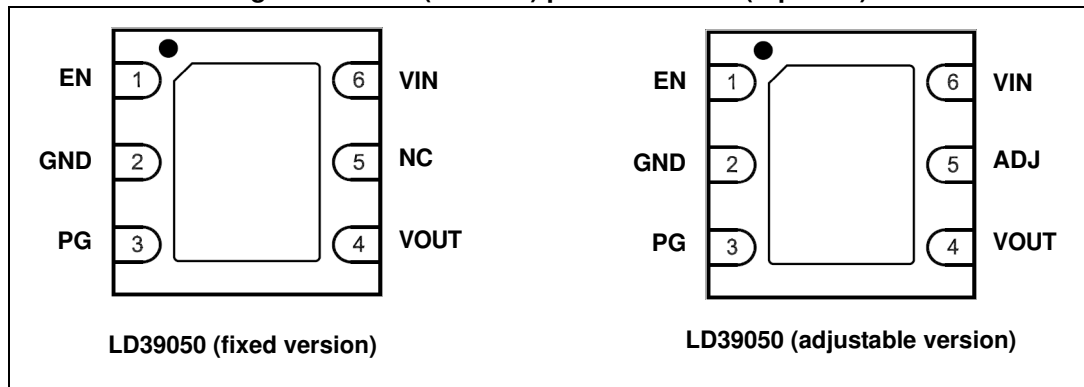 EN 1 6 VIN
GND 2 5 NC
PG 3 4 VOUT
LD39050 (fixed version)
EN 1 6 VIN
GND 2 5 ADJ
PG 3 4 VOUT
LD39050 (adjustable version)